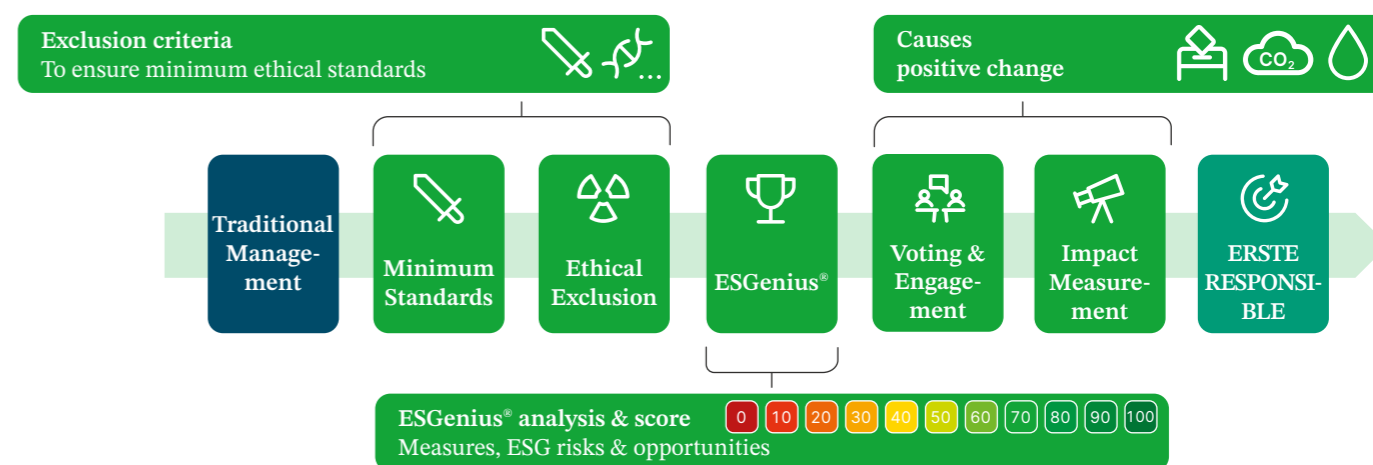 Exclusion criteria
To ensure minimum ethical standards
...
Causes
positive change
CO₂
Traditional
Manage-
ment
Minimum
Standards
Ethical
Exclusion
ESGenius®
Voting &
Engage-
ment
Impact
Measure-
ment
ERSTE
RESPONSI-
BLE
ESGenius® analysis & score 0 10 20 30 40 50 60 70 80 90 100
Measures, ESG risks & opportunities